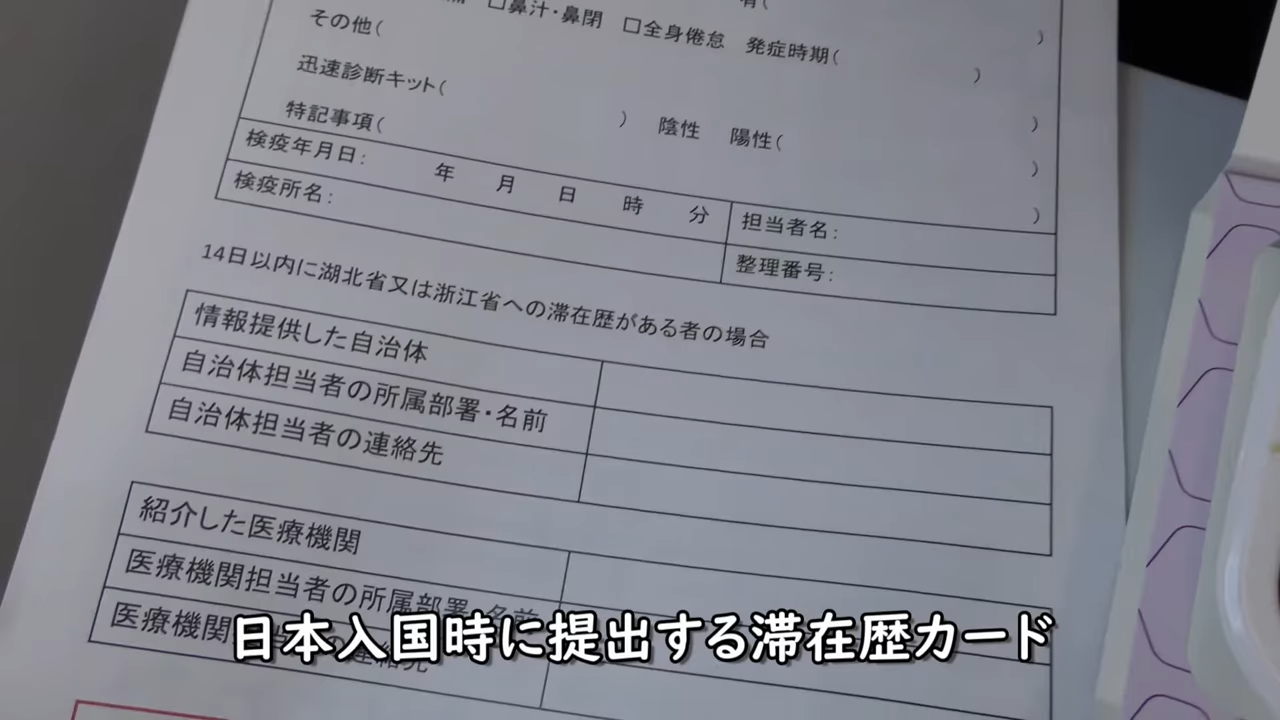 □鼻汁・鼻閉 □全身倦怠 発症時期( )
その他( )
迅速診断キット( ) 陰性 陽性( )
特記事項( )
検疫年月日: 年 月 日 時 分
担当者名:
検疫所名:
整理番号:
14日以内に湖北省又は浙江省への滞在歴がある者の場合
情報提供した自治体
自治体担当者の所属部署・名前
自治体担当者の連絡先
紹介した医療機関
医療機関担当者の所属部署・名前
医療機関
日本入国時に提出する滞在歴カード